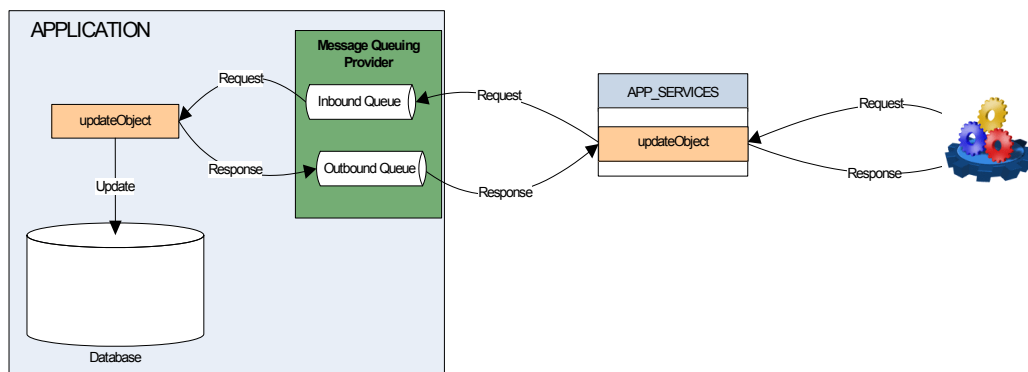 APPLICATION
Message Queuing
Provider
Request
Inbound Queue
Request
APP_SERVICES
Request
updateObject
updateObject
Response
Outbound Queue
Response
Response
Update
Database